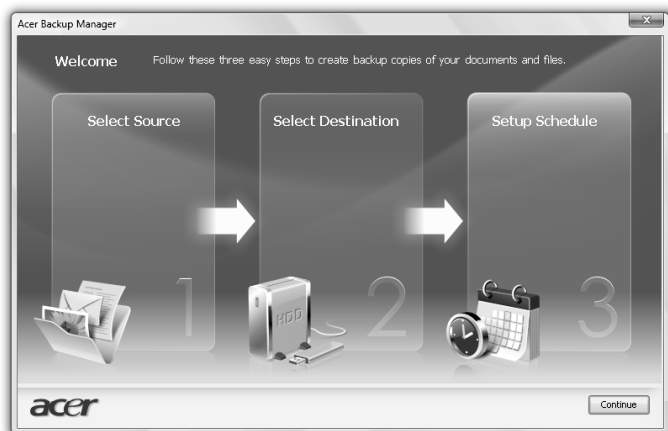 Acer Backup Manager
Welcome
Follow these three easy steps to create backup copies of your documents and files.
Select Source
Select Destination
Setup Schedule
1
HDD
2
3
acer
Continue